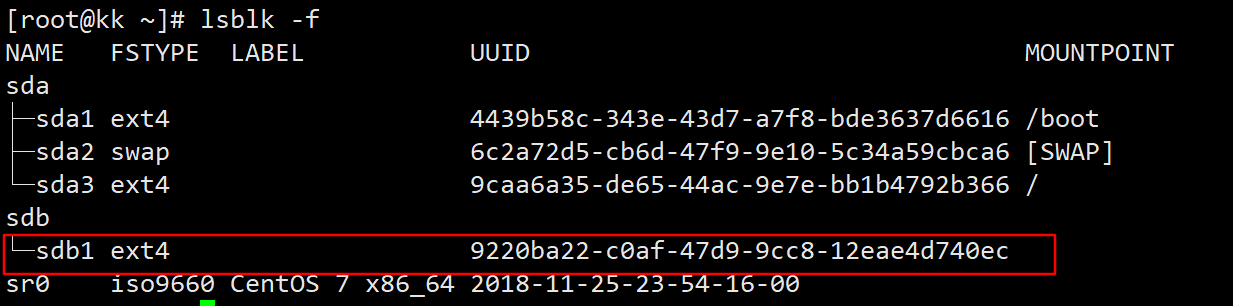 [root@kk ~]# lsblk -f
NAME   FSTYPE  LABEL           UUID                                 MOUNTPOINT
sda
├─sda1 ext4                    4439b58c-343e-43d7-a7f8-bde3637d6616 /boot
├─sda2 swap                    6c2a72d5-cb6d-47f9-9e10-5c34a59cbca6 [SWAP]
└─sda3 ext4                    9caa6a35-de65-44ac-9e7e-bb1b4792b366 /
sdb
└─sdb1 ext4                    9220ba22-c0af-47d9-9cc8-12eae4d740ec
sr0    iso9660 CentOS 7 x86_64 2018-11-25-23-54-16-00